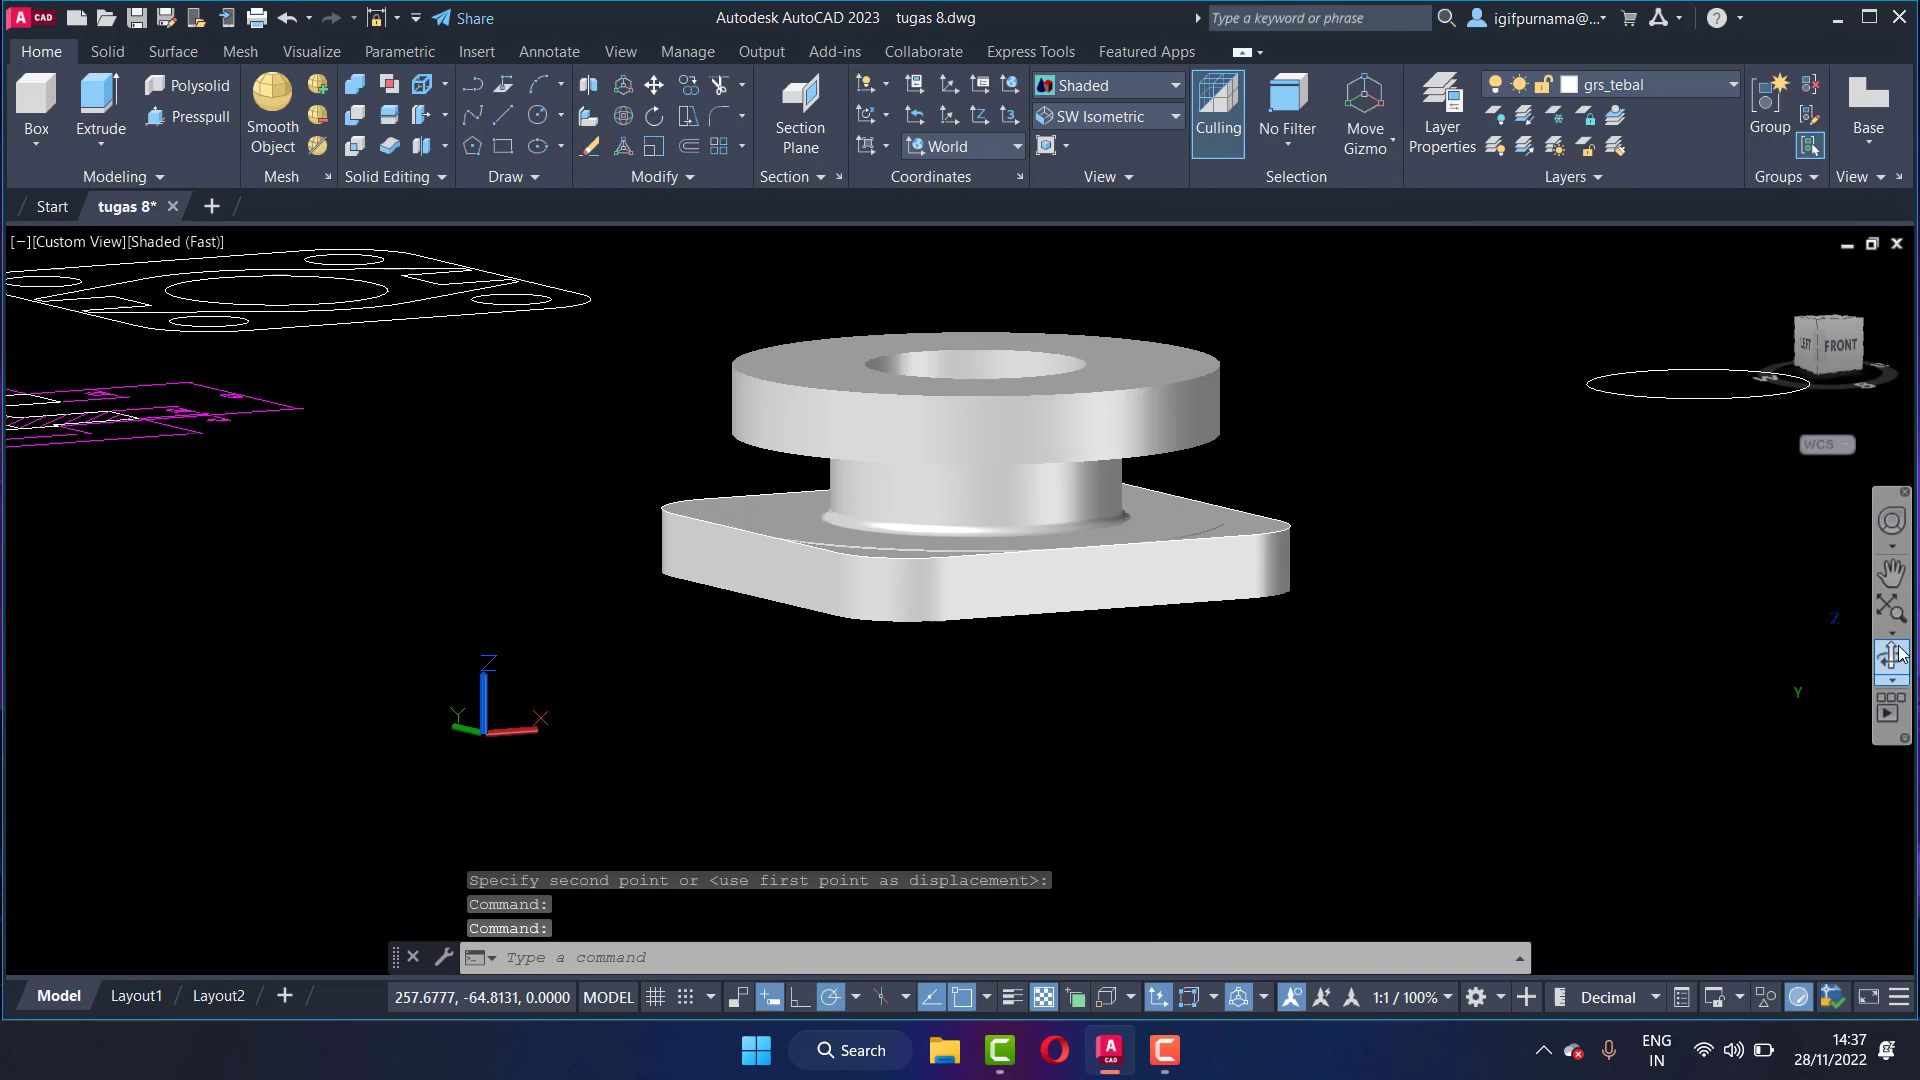 CAD
Share
Autodesk AutoCAD 2023 tugas 8.dwg
Type a keyword or phrase
igifpurnama@...
Home Solid Surface Mesh Visualize Parametric Insert Annotate View Manage Output Add-ins Collaborate Express Tools Featured Apps
Box
Extrude
Polysolid
Presspull
Smooth
Object
Section
Plane
World
Shaded
SW Isometric
Culling
No Filter
Move
Gizmo
Layer
Properties
grs_tebal
Group
Base
Modeling
Mesh
Solid Editing
Draw
Modify
Section
Coordinates
View
Selection
Layers
Groups
View
Start
tugas 8*
[−][Custom View][Shaded (Fast)]
LEFT
FRONT
W
S
WCS
Z
Y
Z
Y
X
Specify second point or <use first point as displacement>:
Command:
Command:
Type a command
Model Layout1 Layout2
257.6777, -64.8131, 0.0000 MODEL
1:1 / 100%
Decimal
Search
A
CAD
ENG
IN
14:37
28/11/2022